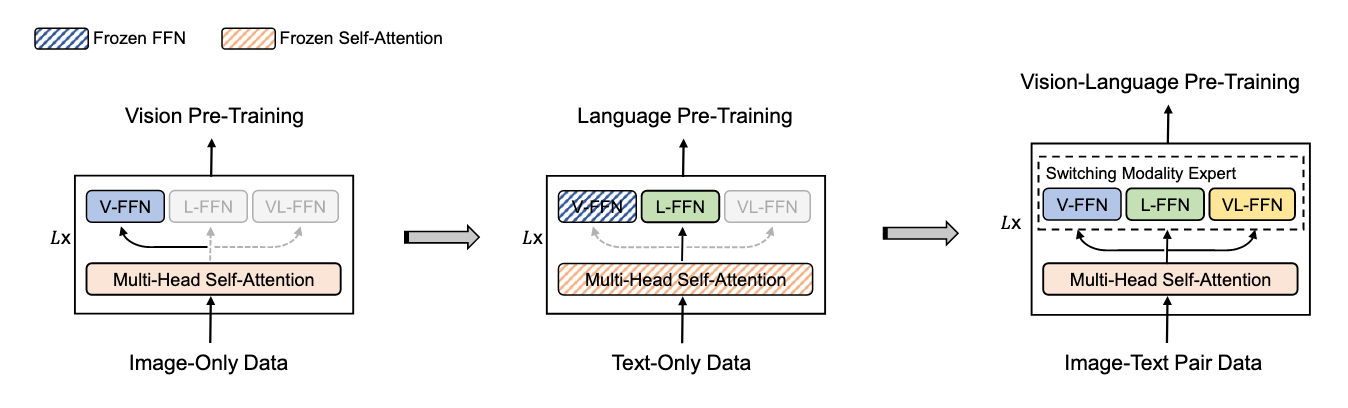 Frozen FFN
Frozen Self-Attention
Vision Pre-Training
V-FFN
L-FFN
VL-FFN
Lx
Multi-Head Self-Attention
Image-Only Data
Language Pre-Training
V-FFN
L-FFN
VL-FFN
Lx
Multi-Head Self-Attention
Text-Only Data
Vision-Language Pre-Training
Switching Modality Expert
V-FFN
L-FFN
VL-FFN
Lx
Multi-Head Self-Attention
Image-Text Pair Data